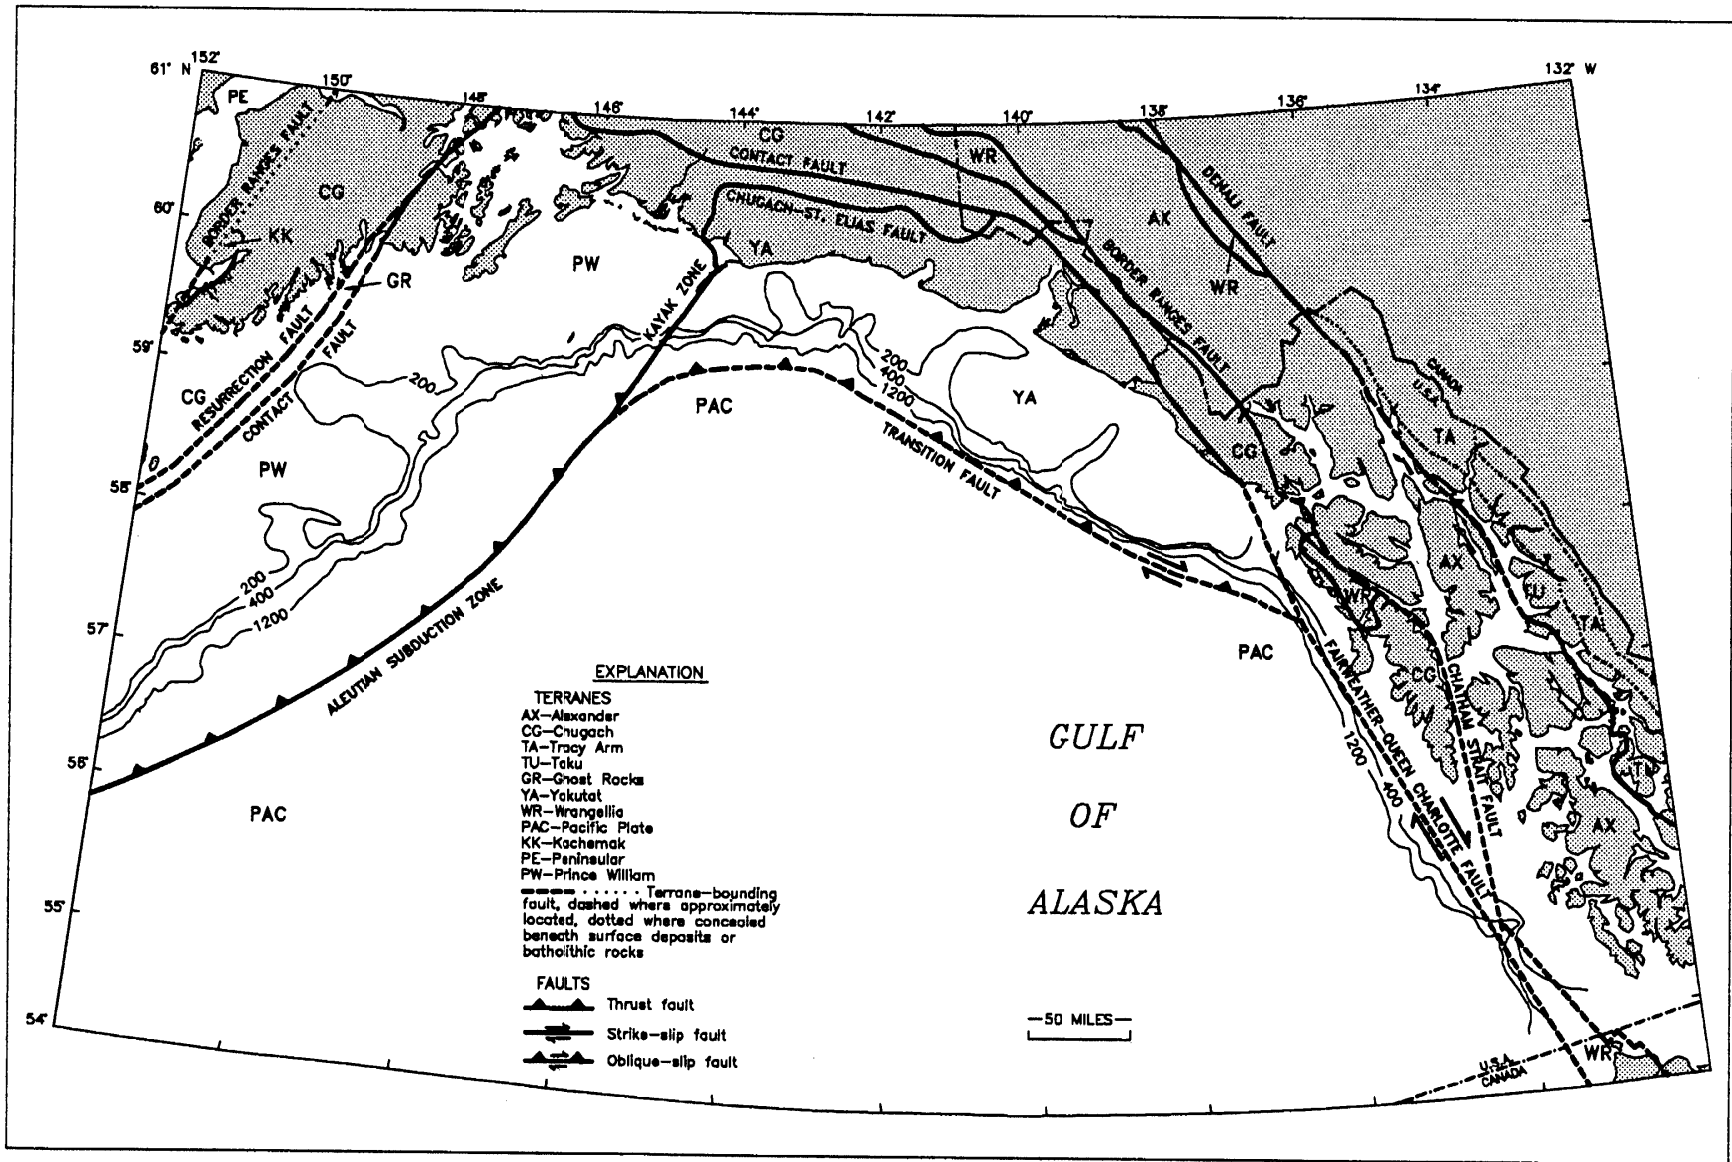 61° N
152°
150°
148°
146°
144°
142°
140°
138°
136°
134°
132° W
PE
BORDER RANGES FAULT
CG
KK
60°
CG
CONTACT FAULT
WR
CHUGACH-ST. ELIAS FAULT
YA
AX
DENALI FAULT
WR
BORDER RANGES FAULT
PW
GR
KAYAK ZONE
59°
RESURRECTION FAULT
CONTACT FAULT
CG
200
200
400
1200
PAC
YA
TRANSITION FAULT
CANADA
U.S.A.
TA
CG
PW
58°
AX
TU
WR
TA
200
400
1200
57°
ALEUTIAN SUBDUCTION ZONE
PAC
CG
FAIRWEATHER-QUEEN CHARLOTTE FAULT
CHATHAM STRAIT FAULT
1200
400
56°
TU
AX
PAC
EXPLANATION
TERRANES
AX-Alexander
CG-Chugach
TA-Tracy Arm
TU-Taku
GR-Ghost Rocks
YA-Yakutat
WR-Wrangellia
PAC-Pacific Plate
KK-Kachemak
PE-Peninsular
PW-Prince William
Terrane-bounding
fault, dashed where approximately
located, dotted where concealed
beneath surface deposits or
batholithic rocks
FAULTS
Thrust fault
Strike-slip fault
Oblique-slip fault
GULF
OF
ALASKA
50 MILES
55°
54°
U.S.A.
CANADA
WR